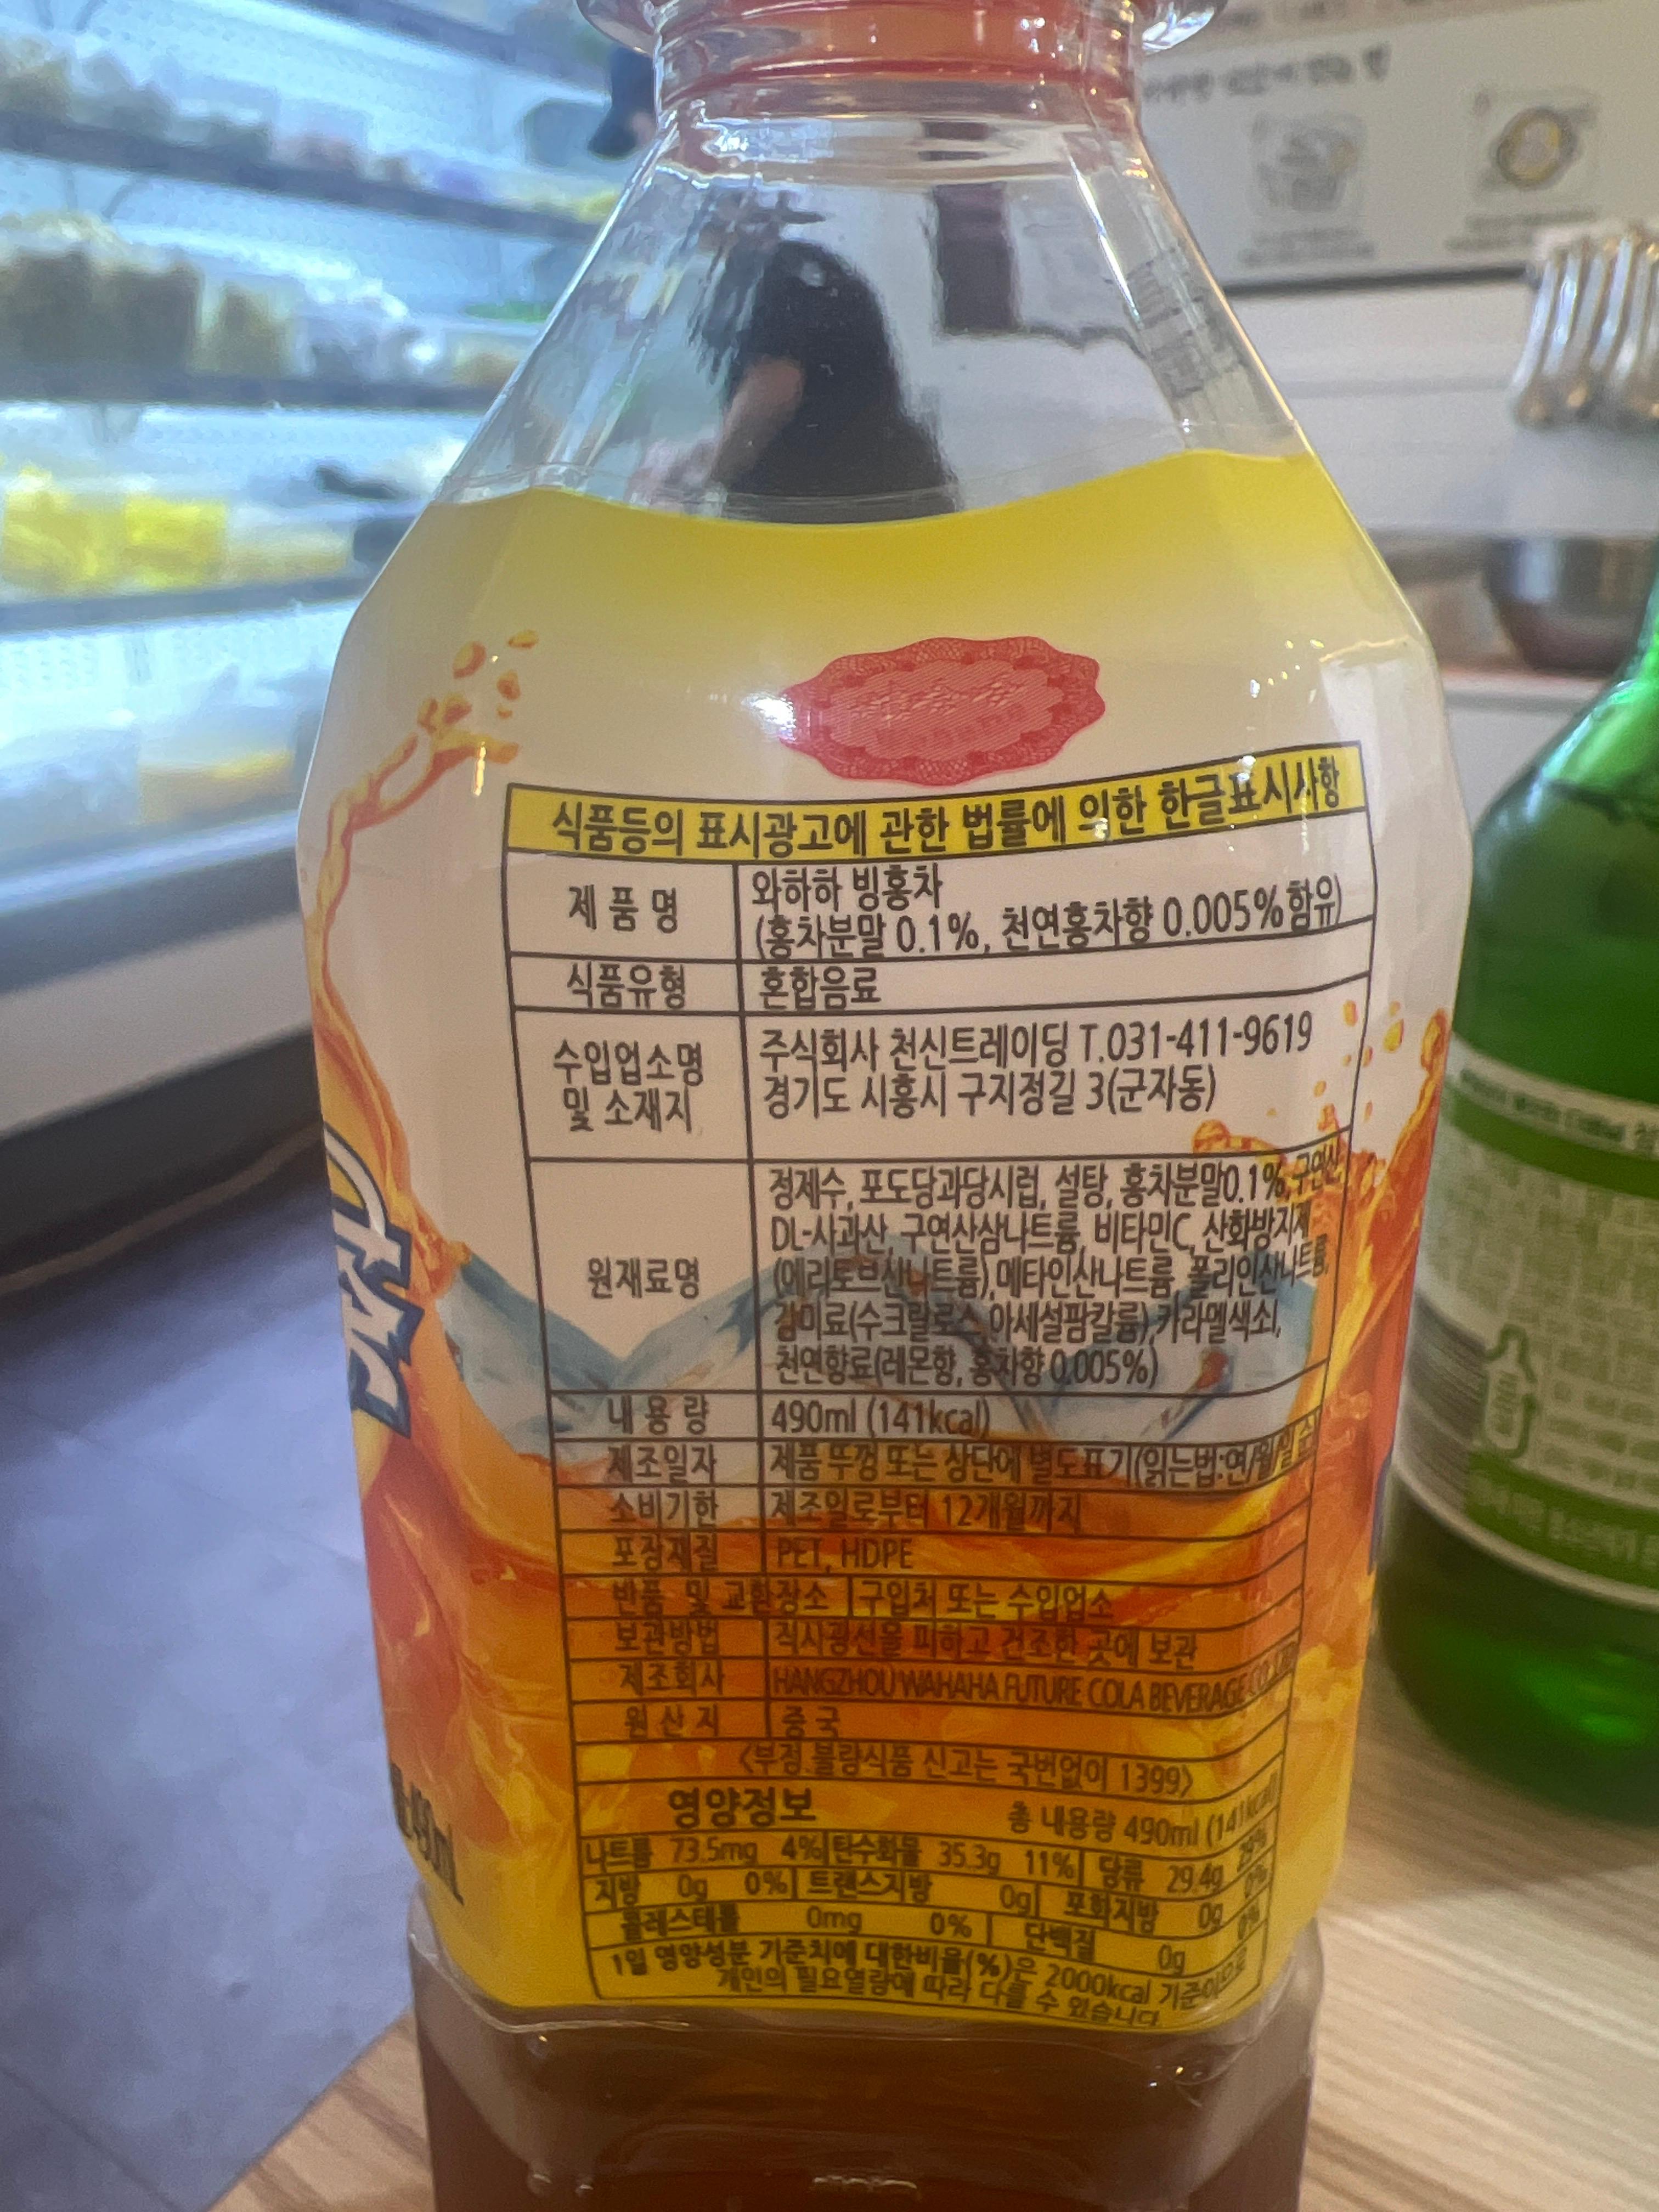 식품등의 표시광고에 관한 법률에 의한 한글표시사항
제 품 명
와하하 빙홍차
(홍차분말 0.1%, 천연홍차향 0.005% 함유)
식품유형
혼합음료
수입업소명
및 소재지
주식회사 천신트레이딩 T.031-411-9619
경기도 시흥시 구지정길 3(군자동)
원재료명
정제수, 포도당과당시럽, 설탕, 홍차분말0.1%, 구연산,
DL-사과산, 구연산삼나트륨, 비타민C, 산화방지제
(에리토브산나트륨), 메타인산나트륨, 폴리인산나트륨,
감미료(수크랄로스, 아세설팜칼륨), 카라멜색소I,
천연향료(레몬향, 홍차향 0.005%)
내 용 량
490ml (141kcal)
제조일자
제품 뚜껑 또는 상단에 별도표기(읽는법:연/월/일 순)
소비기한
제조일로부터 12개월까지
포장재질
PET, HDPE
반품 및 교환장소
구입처 또는 수입업소
보관방법
직사광선을 피하고 건조한 곳에 보관
제조회사
HANGZHOU WAHAHA FUTURE COLA BEVERAGE CO.,LTD
원 산 지
중 국
<부정.불량식품 신고는 국번없이 1399>
영양정보
총 내용량 490ml (141kcal)
나트륨 73.5mg 4% 탄수화물 35.3g 11% 당류 29.4g 29%
지방 0g 0% 트랜스지방 0g 포화지방 0g 0%
콜레스테롤 0mg 0% 단백질 0g 0%
1일 영양성분 기준치에 대한비율(%)은 2000kcal 기준이므로
개인의 필요열량에 따라 다를 수 있습니다.